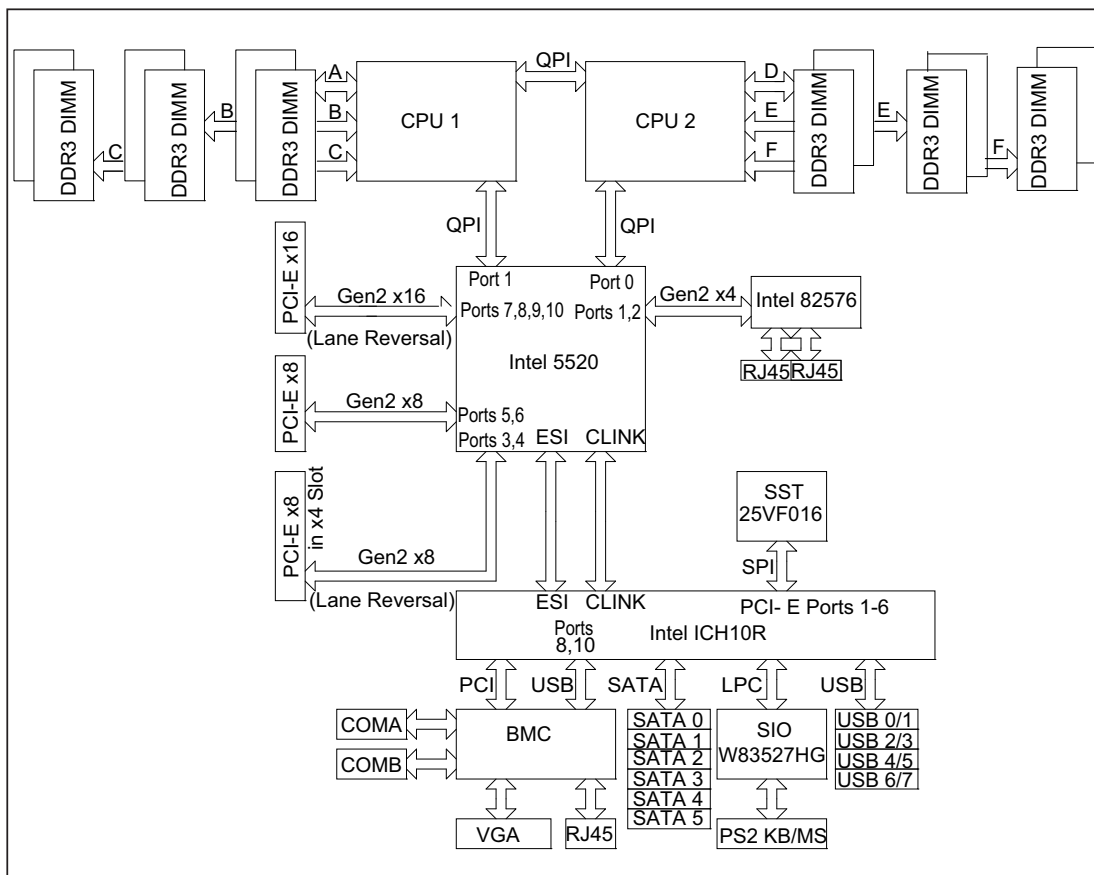 QPI
A
B
C
B
C
DDR3 DIMM
DDR3 DIMM
DDR3 DIMM
CPU 1
CPU 2
D
E
F
E
F
DDR3 DIMM
DDR3 DIMM
DDR3 DIMM
QPI
QPI
PCI-E x16
Gen2 x16
(Lane Reversal)
Port 1
Port 0
Ports 7,8,9,10
Ports 1,2
Intel 5520
Gen2 x4
Intel 82576
RJ45
RJ45
PCI-E x8
Gen2 x8
Ports 5,6
Ports 3,4
ESI
CLINK
PCI-E x8
in x4 Slot
Gen2 x8
(Lane Reversal)
SST
25VF016
SPI
ESI
CLINK
PCI- E Ports 1-6
Ports
8,10
Intel ICH10R
PCI
USB
SATA
LPC
USB
COMA
COMB
BMC
SATA 0
SATA 1
SATA 2
SATA 3
SATA 4
SATA 5
SIO
W83527HG
USB 0/1
USB 2/3
USB 4/5
USB 6/7
VGA
RJ45
PS2 KB/MS